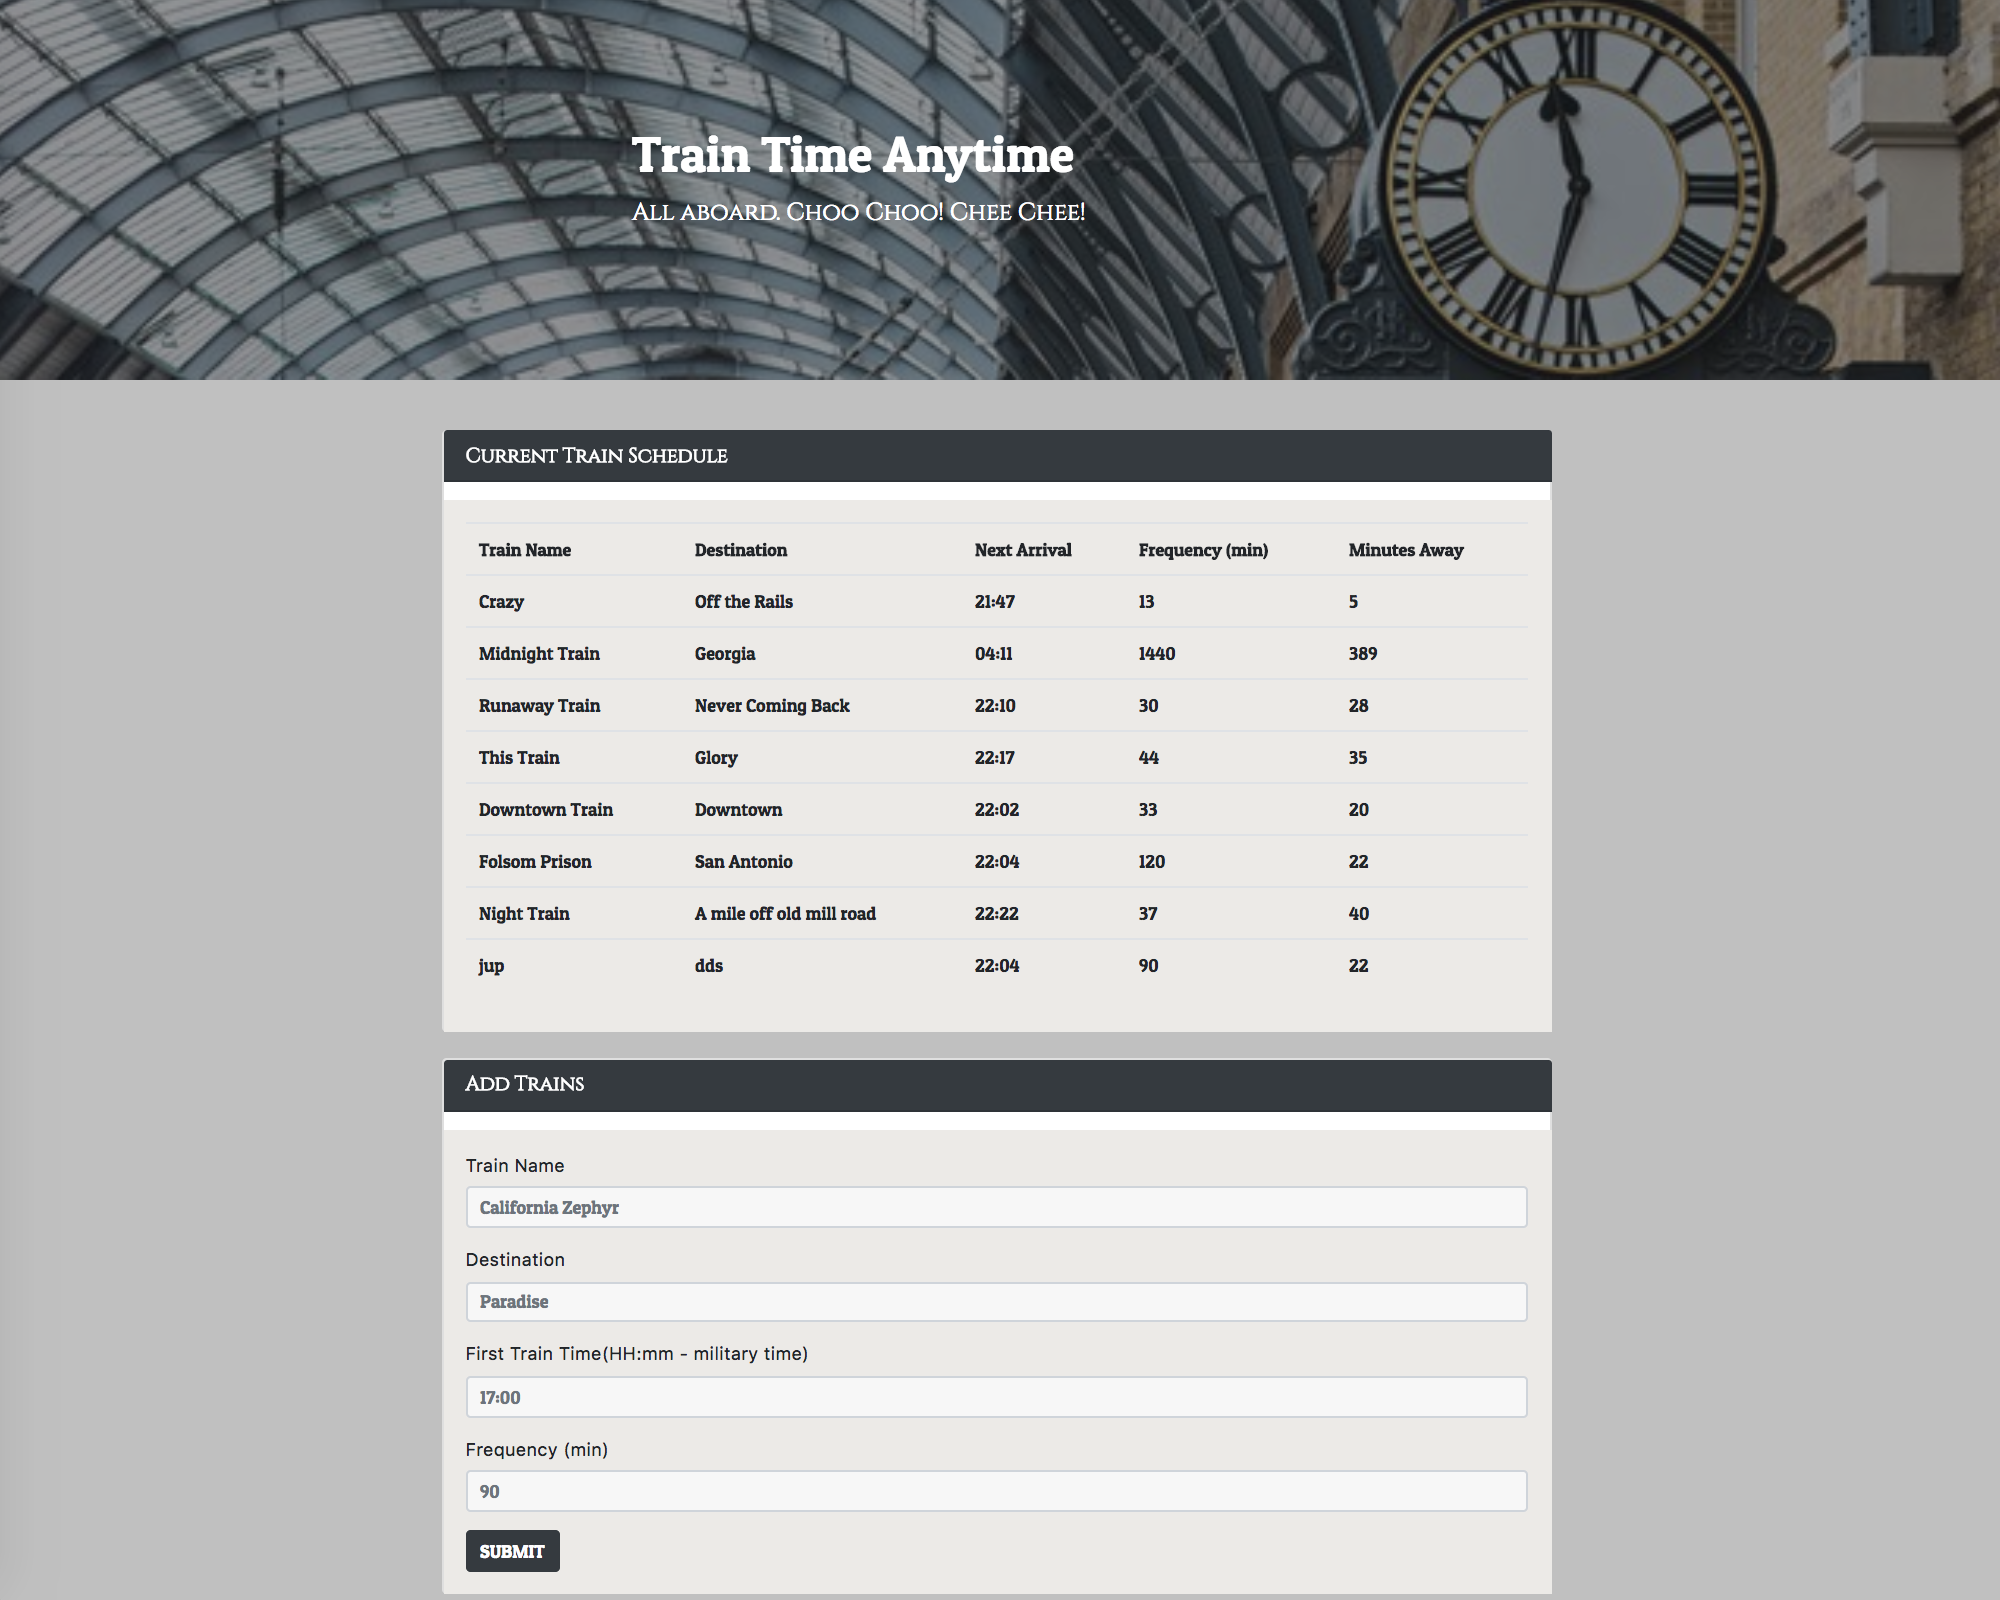 Train Time Anytime
All aboard. Choo Choo! Chee Chee!
Current Train Schedule
Train Name Destination Next Arrival Frequency (min) Minutes Away
Crazy Off the Rails 21:47 13 5
Midnight Train Georgia 04:11 1440 389
Runaway Train Never Coming Back 22:10 30 28
This Train Glory 22:17 44 35
Downtown Train Downtown 22:02 33 20
Folsom Prison San Antonio 22:04 120 22
Night Train A mile off old mill road 22:22 37 40
jup dds 22:04 90 22
Add Trains
Train Name
California Zephyr
Destination
Paradise
First Train Time(HH:mm - military time)
17:00
Frequency (min)
90
SUBMIT